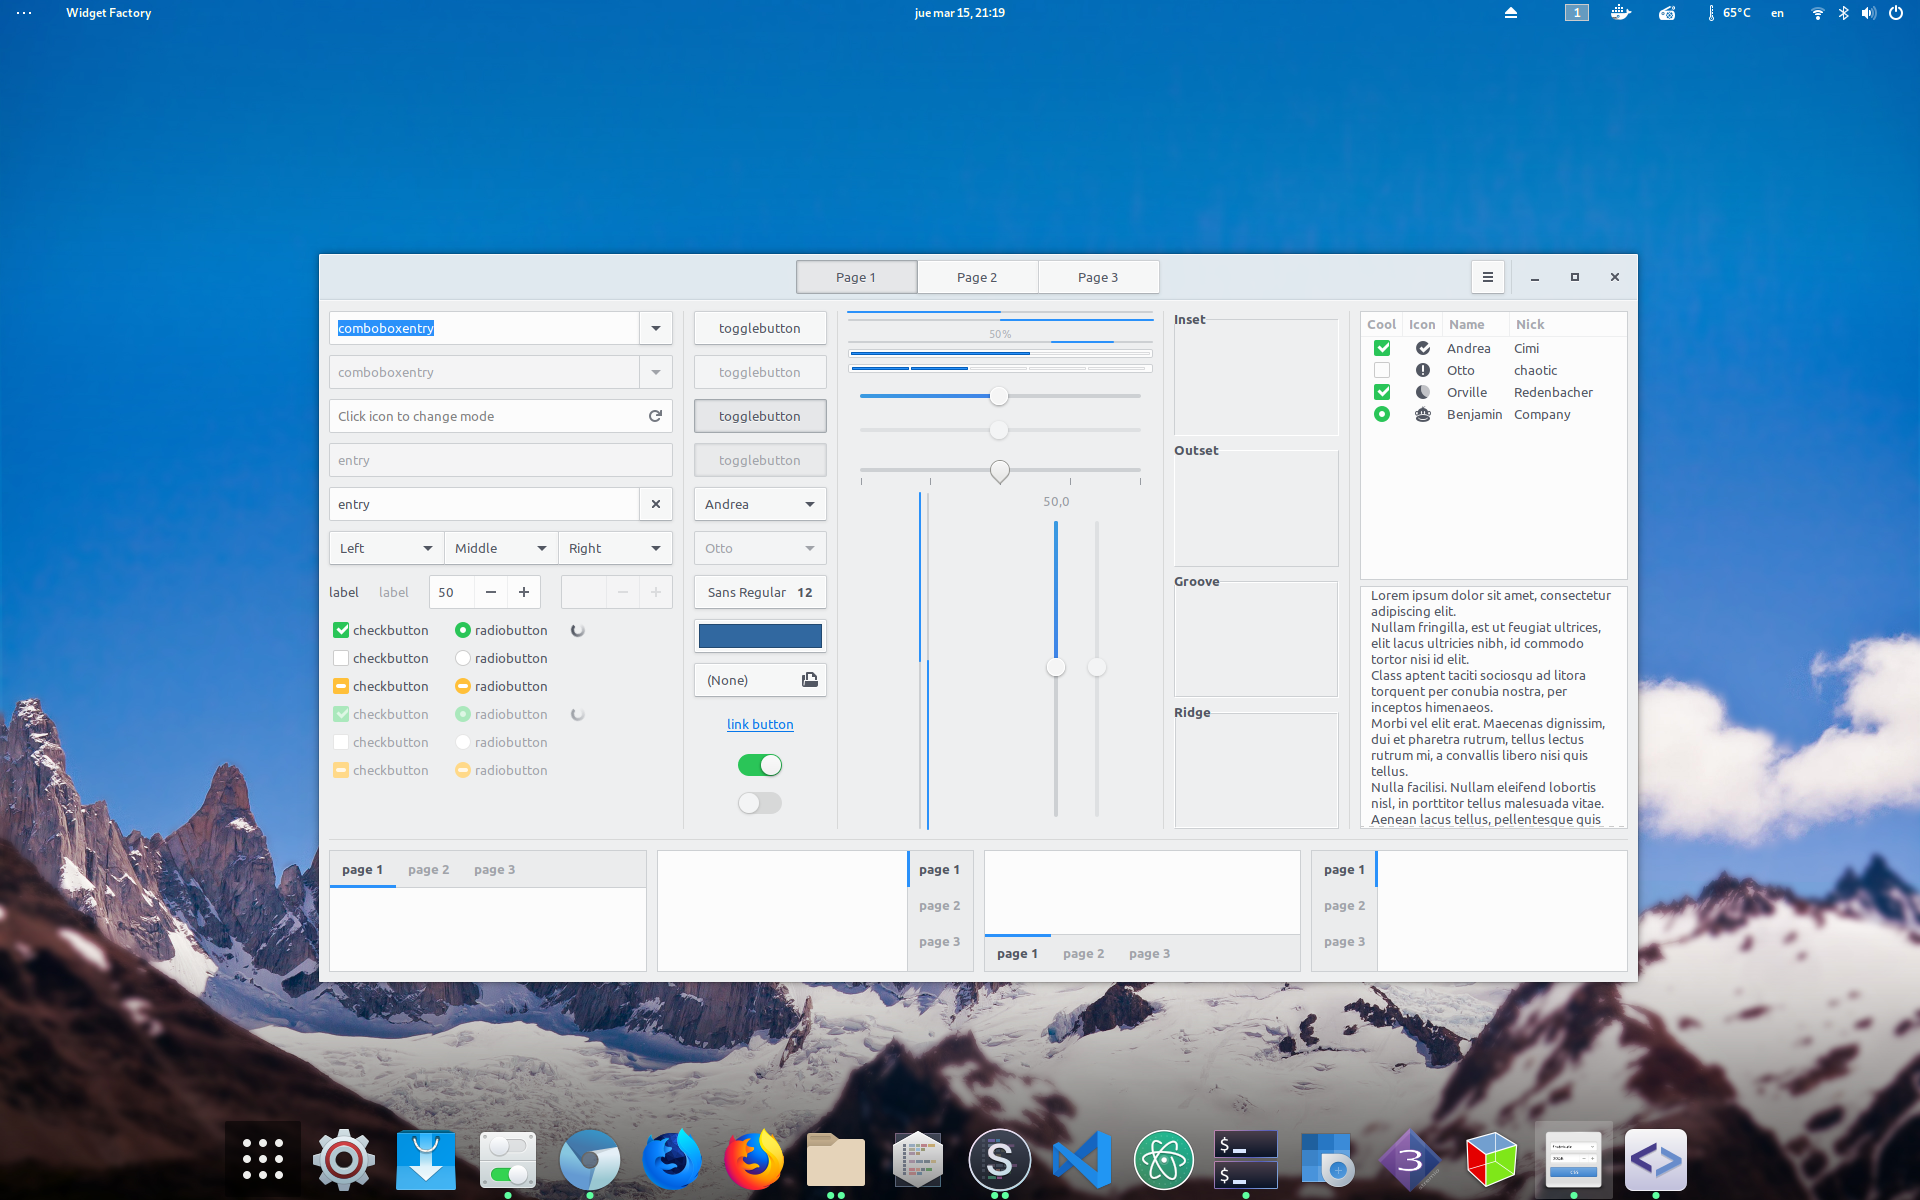 Widget Factory
jue mar 15, 21:19
1
65°C
en
Page 1
Page 2
Page 3
comboboxentry
comboboxentry
Click icon to change mode
entry
entry
Left
Middle
Right
label
label
50
checkbutton
radiobutton
checkbutton
radiobutton
checkbutton
radiobutton
checkbutton
radiobutton
checkbutton
radiobutton
checkbutton
radiobutton
togglebutton
togglebutton
togglebutton
togglebutton
Andrea
Otto
Sans Regular 12
(None)
link button
50%
50,0
Inset
Outset
Groove
Ridge
Cool Icon Name Nick
Andrea Cimi
Otto chaotic
Orville Redenbacher
Benjamin Company
Lorem ipsum dolor sit amet, consectetur
adipiscing elit.
Nullam fringilla, est ut feugiat ultrices,
elit lacus ultricies nibh, id commodo
tortor nisi id elit.
Class aptent taciti sociosqu ad litora
torquent per conubia nostra, per
inceptos himenaeos.
Morbi vel elit erat. Maecenas dignissim,
dui et pharetra rutrum, tellus lectus
rutrum mi, a convallis libero nisi quis
tellus.
Nulla facilisi. Nullam eleifend lobortis
nisl, in porttitor tellus malesuada vitae.
Aenean lacus tellus, pellentesque quis
page 1 page 2 page 3
page 1
page 2
page 3
page 1 page 2 page 3
page 1
page 2
page 3
S
$
$
3